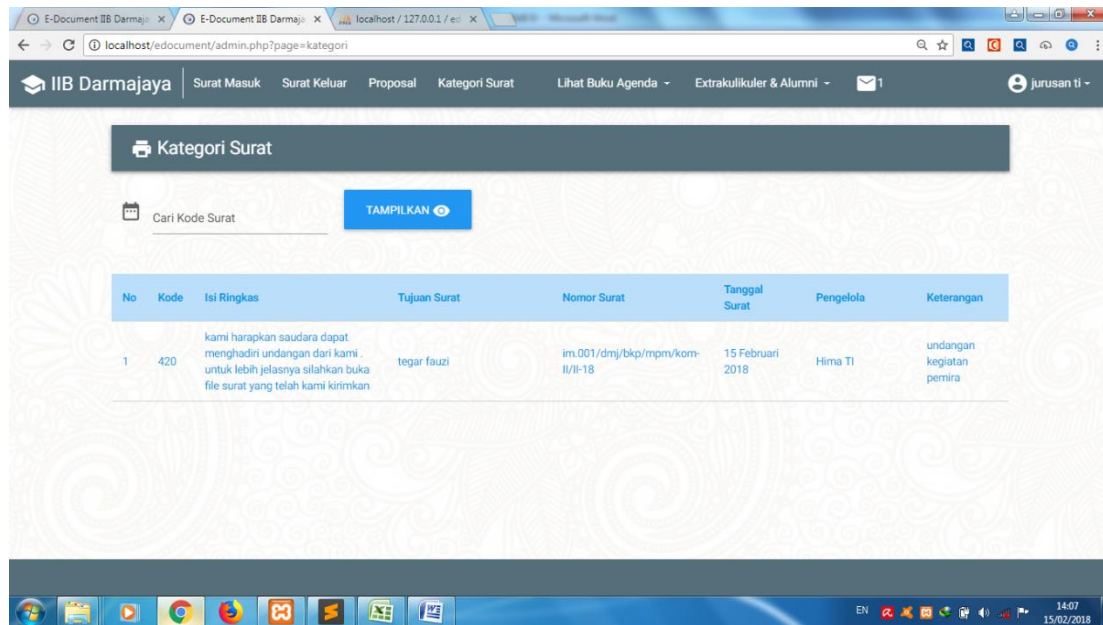 E-Document IIB Darmaja
E-Document IIB Darmaja
localhost / 127.0.0.1 / ed
localhost/edocument/admin.php?page=kategori
IIB Darmajaya Surat Masuk Surat Keluar Proposal Kategori Surat Lihat Buku Agenda Extrakulikuler & Alumni 1 jurusan ti
Kategori Surat
Cari Kode Surat TAMPILKAN
No Kode Isi Ringkas Tujuan Surat Nomor Surat Tanggal Surat Pengelola Keterangan
1 420 kami harapkan saudara dapat
menghadiri undangan dari kami .
untuk lebih jelasnya silahkan buka
file surat yang telah kami kirimkan
tegar fauzi
im.001/dmj/bkp/mpm/kom-
II/II-18
15 Februari
2018
Hima TI
undangan
kegiatan
pemira
EN
14:07
15/02/2018